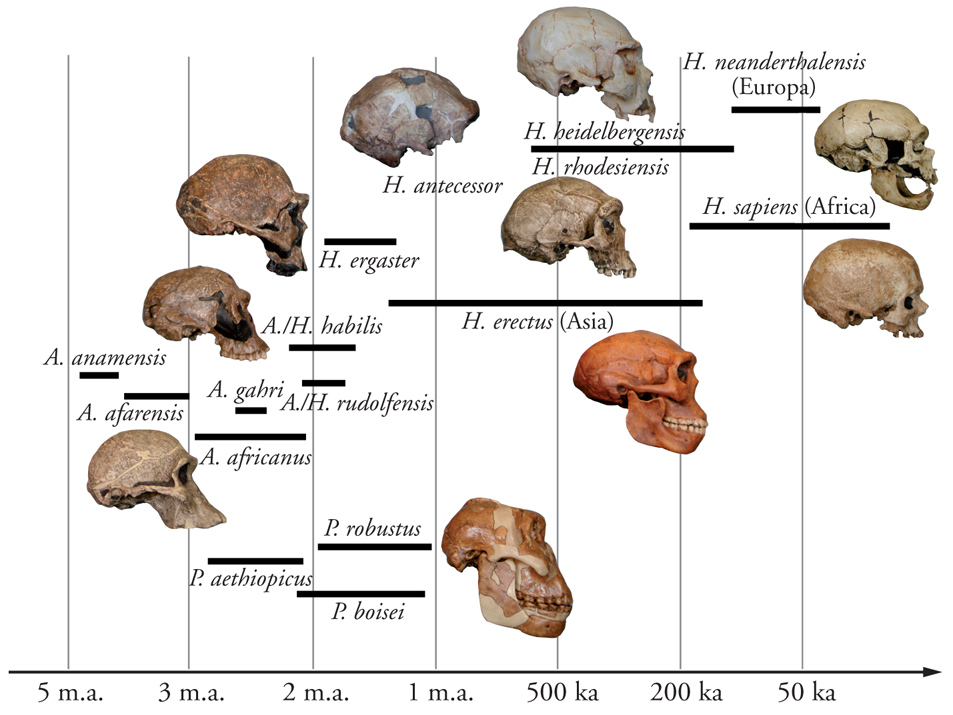 H. neanderthalensis
(Europa)
H. heidelbergensis
H. rhodesiensis
H. antecessor
H. sapiens (Africa)
H. ergaster
H. erectus (Asia)
A./H. habilis
A. anamensis
A. gahri
A./H. rudolfensis
A. afarensis
A. africanus
P. robustus
P. aethiopicus
P. boisei
5 m.a. 3 m.a. 2 m.a. 1 m.a. 500 ka 200 ka 50 ka